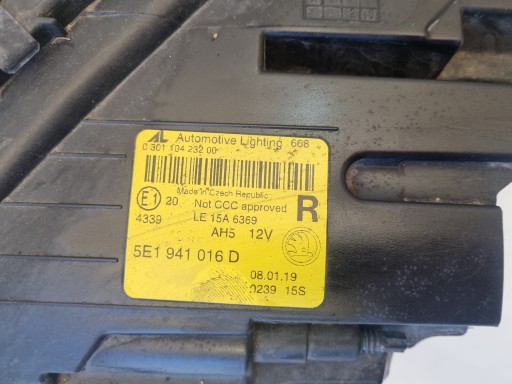 AL Automotive Lighting 668
0 301 104 232 00
Made in Czech Republic
E1 20 Not CCC approved R
4339 LE 15A 6369
AH5 12V
5E1 941 016 D
08.01.19
0239 15S